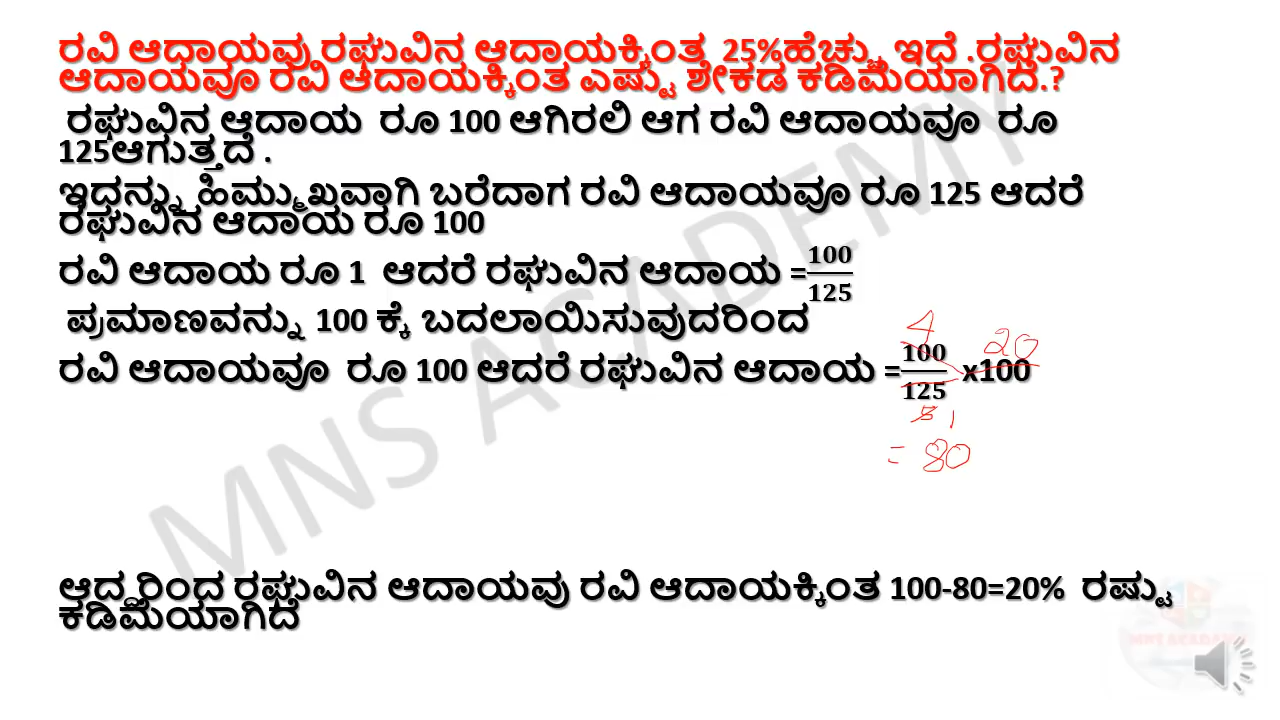 ರವಿ ಆದಾಯವು ರಘುವಿನ ಆದಾಯಕ್ಕಿಂತ 25%ಹೆಚ್ಚು ಇದೆ .ರಘುವಿನ
ಆದಾಯವೂ ರವಿ ಆದಾಯಕ್ಕಿಂತ ಎಷ್ಟು ಶೇಕಡ ಕಡಿಮೆಯಾಗಿದೆ.?
ರಘುವಿನ ಆದಾಯ ರೂ 100 ಆಗಿರಲಿ ಆಗ ರವಿ ಆದಾಯವೂ ರೂ
125ಆಗುತ್ತದೆ .
ಇದನ್ನು ಹಿಮ್ಮುಖವಾಗಿ ಬರೆದಾಗ ರವಿ ಆದಾಯವೂ ರೂ 125 ಆದರೆ
ರಘುವಿನ ಆದಾಯ ರೂ 100
ರವಿ ಆದಾಯ ರೂ 1 ಆದರೆ ರಘುವಿನ ಆದಾಯ =100/125
ಪ್ರಮಾಣವನ್ನು 100 ಕ್ಕೆ ಬದಲಾಯಿಸುವುದರಿಂದ
4 20
ರವಿ ಆದಾಯವೂ ರೂ 100 ಆದರೆ ರಘುವಿನ ಆದಾಯ =100/125 x100
5 1
= 80
ಆದ್ದರಿಂದ ರಘುವಿನ ಆದಾಯವು ರವಿ ಆದಾಯಕ್ಕಿಂತ 100-80=20% ರಷ್ಟು
ಕಡಿಮೆಯಾಗಿದೆ
MNS ACADEMY
MNS ACADEMY